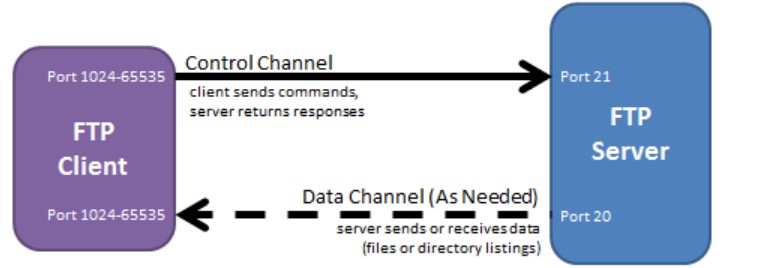 Control Channel
Port 1024-65535
Port 21
client sends commands,
server returns responses
FTP
Client
FTP
Server
Data Channel (As Needed)
Port 1024-65535
Port 20
server sends or receives data
(files or directory listings)